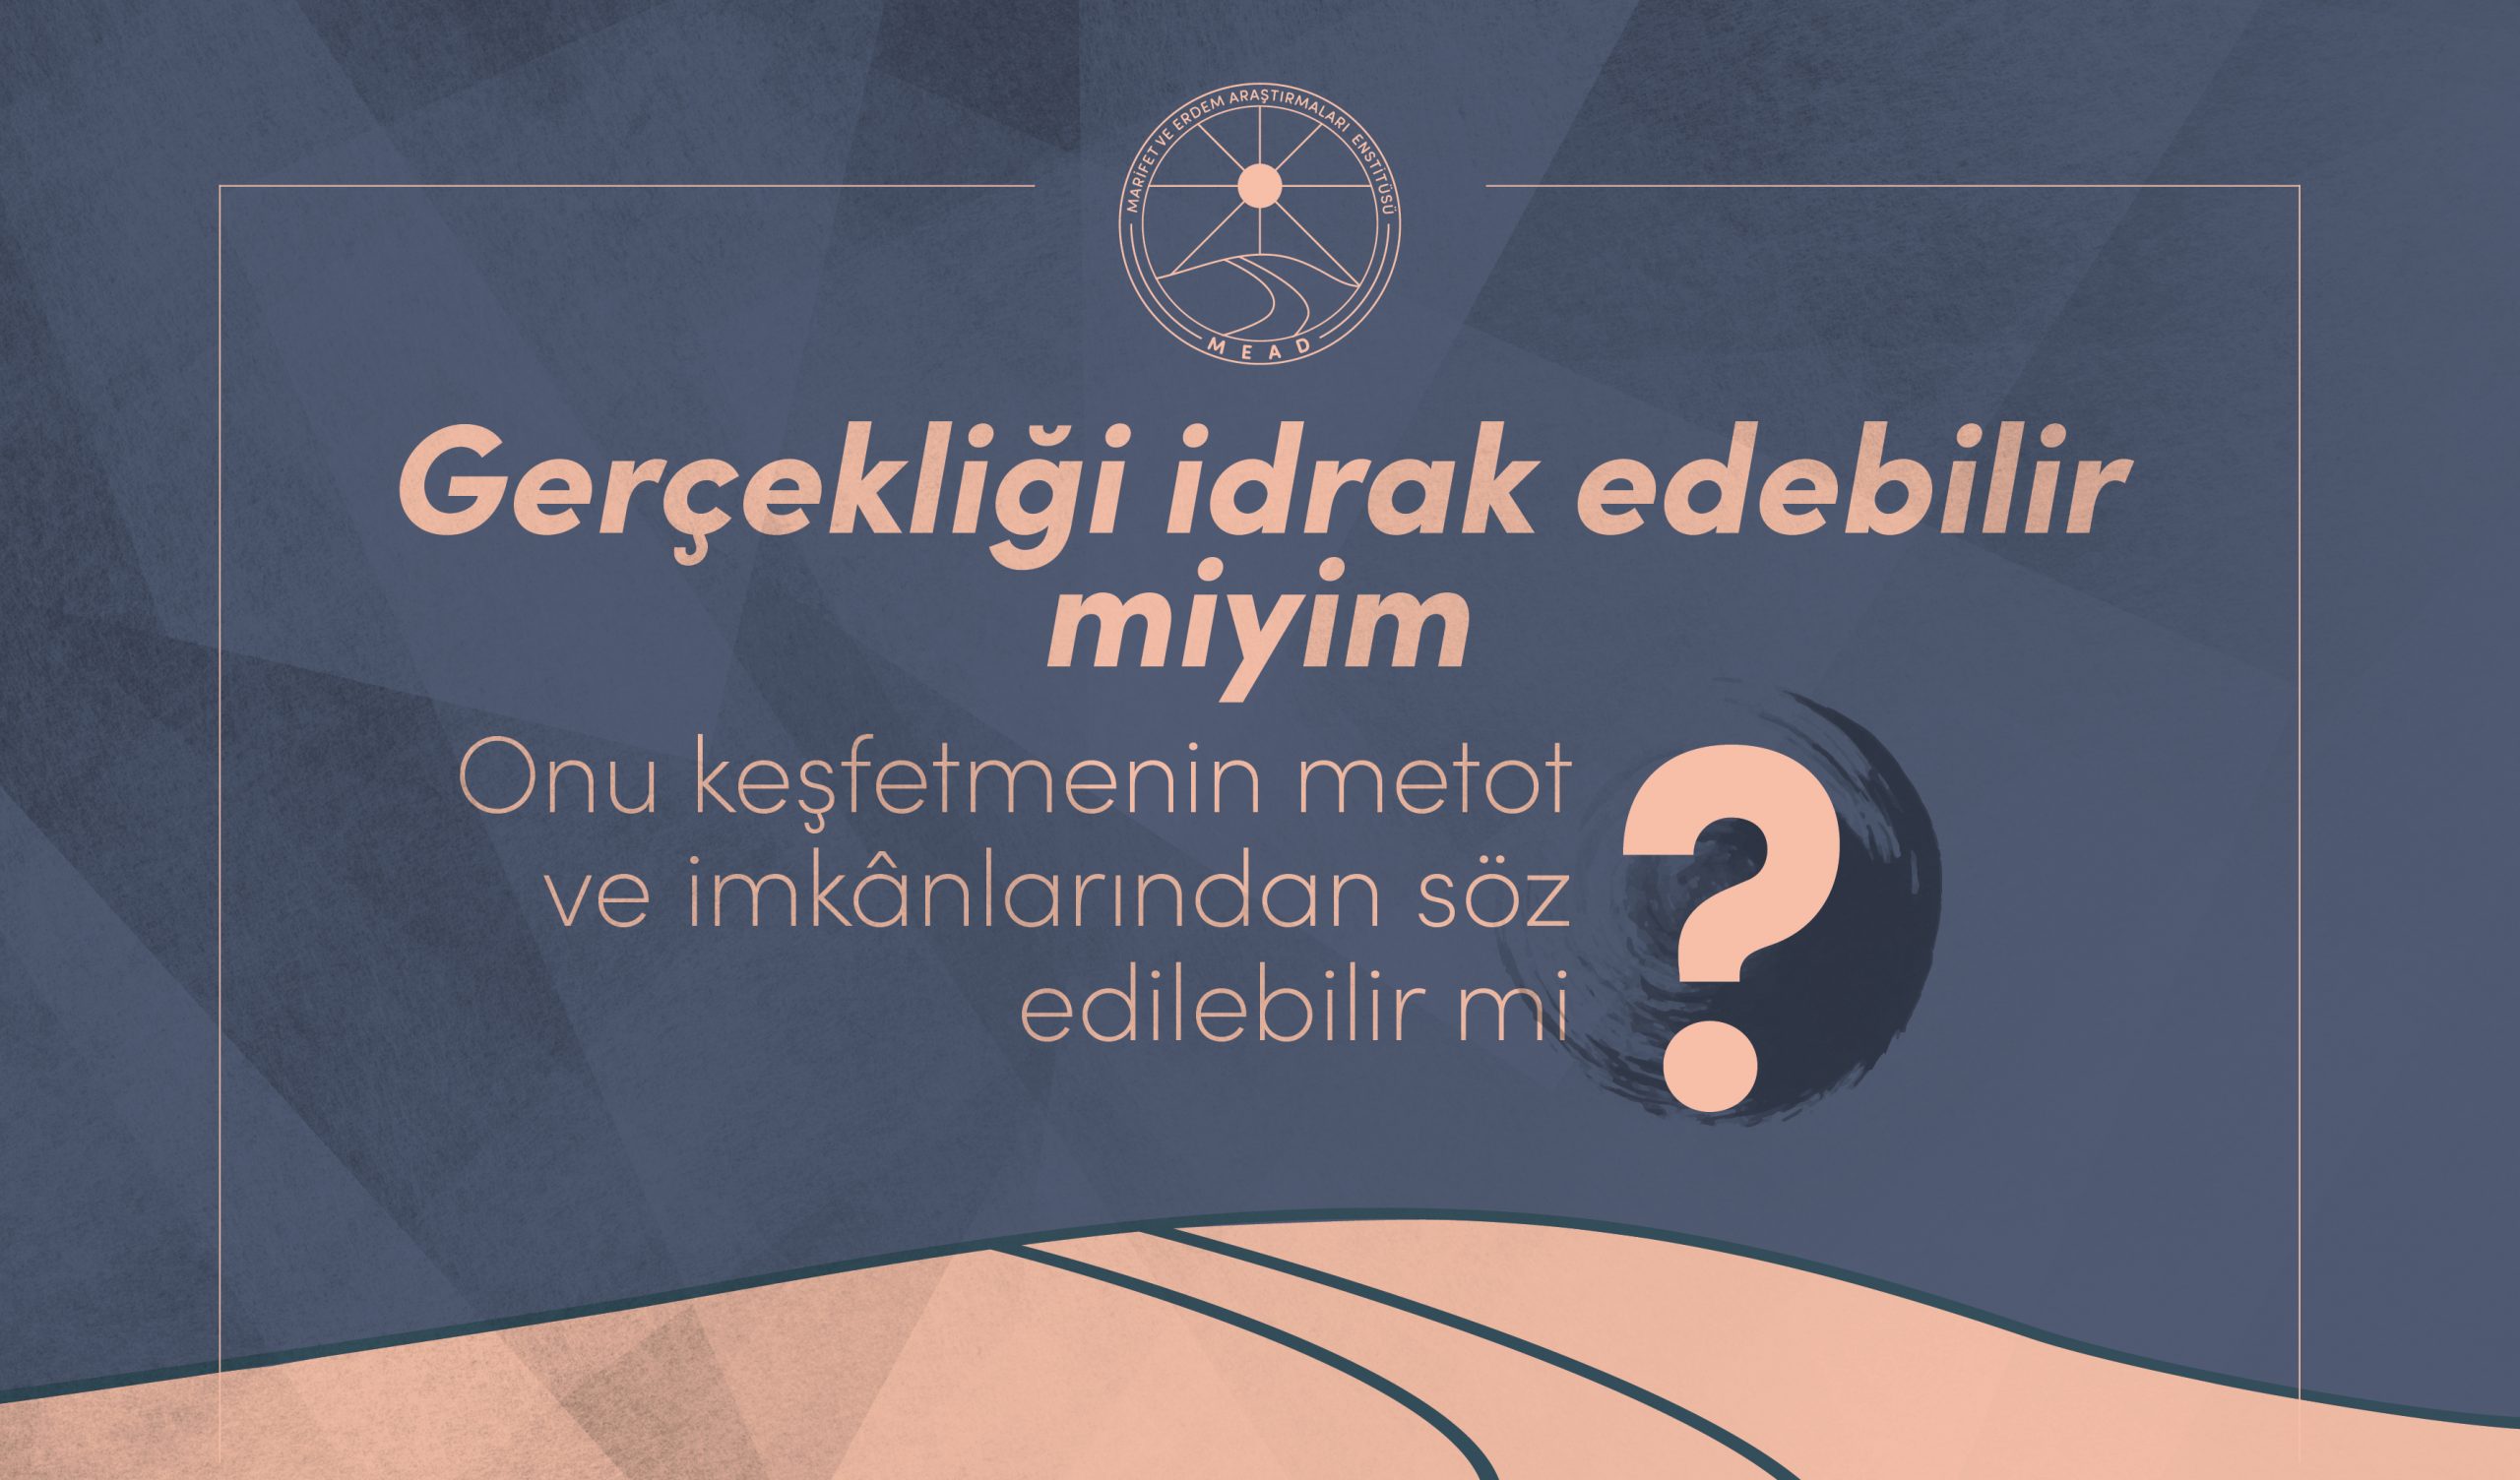 MARİFET VE ERDEM ARAŞTIRMALARI ENSTİTÜSÜ
MEAD
Gerçekliği idrak edebilir
miyim
Onu keşfetmenin metot
ve imkânlarından söz
edilebilir mi
?